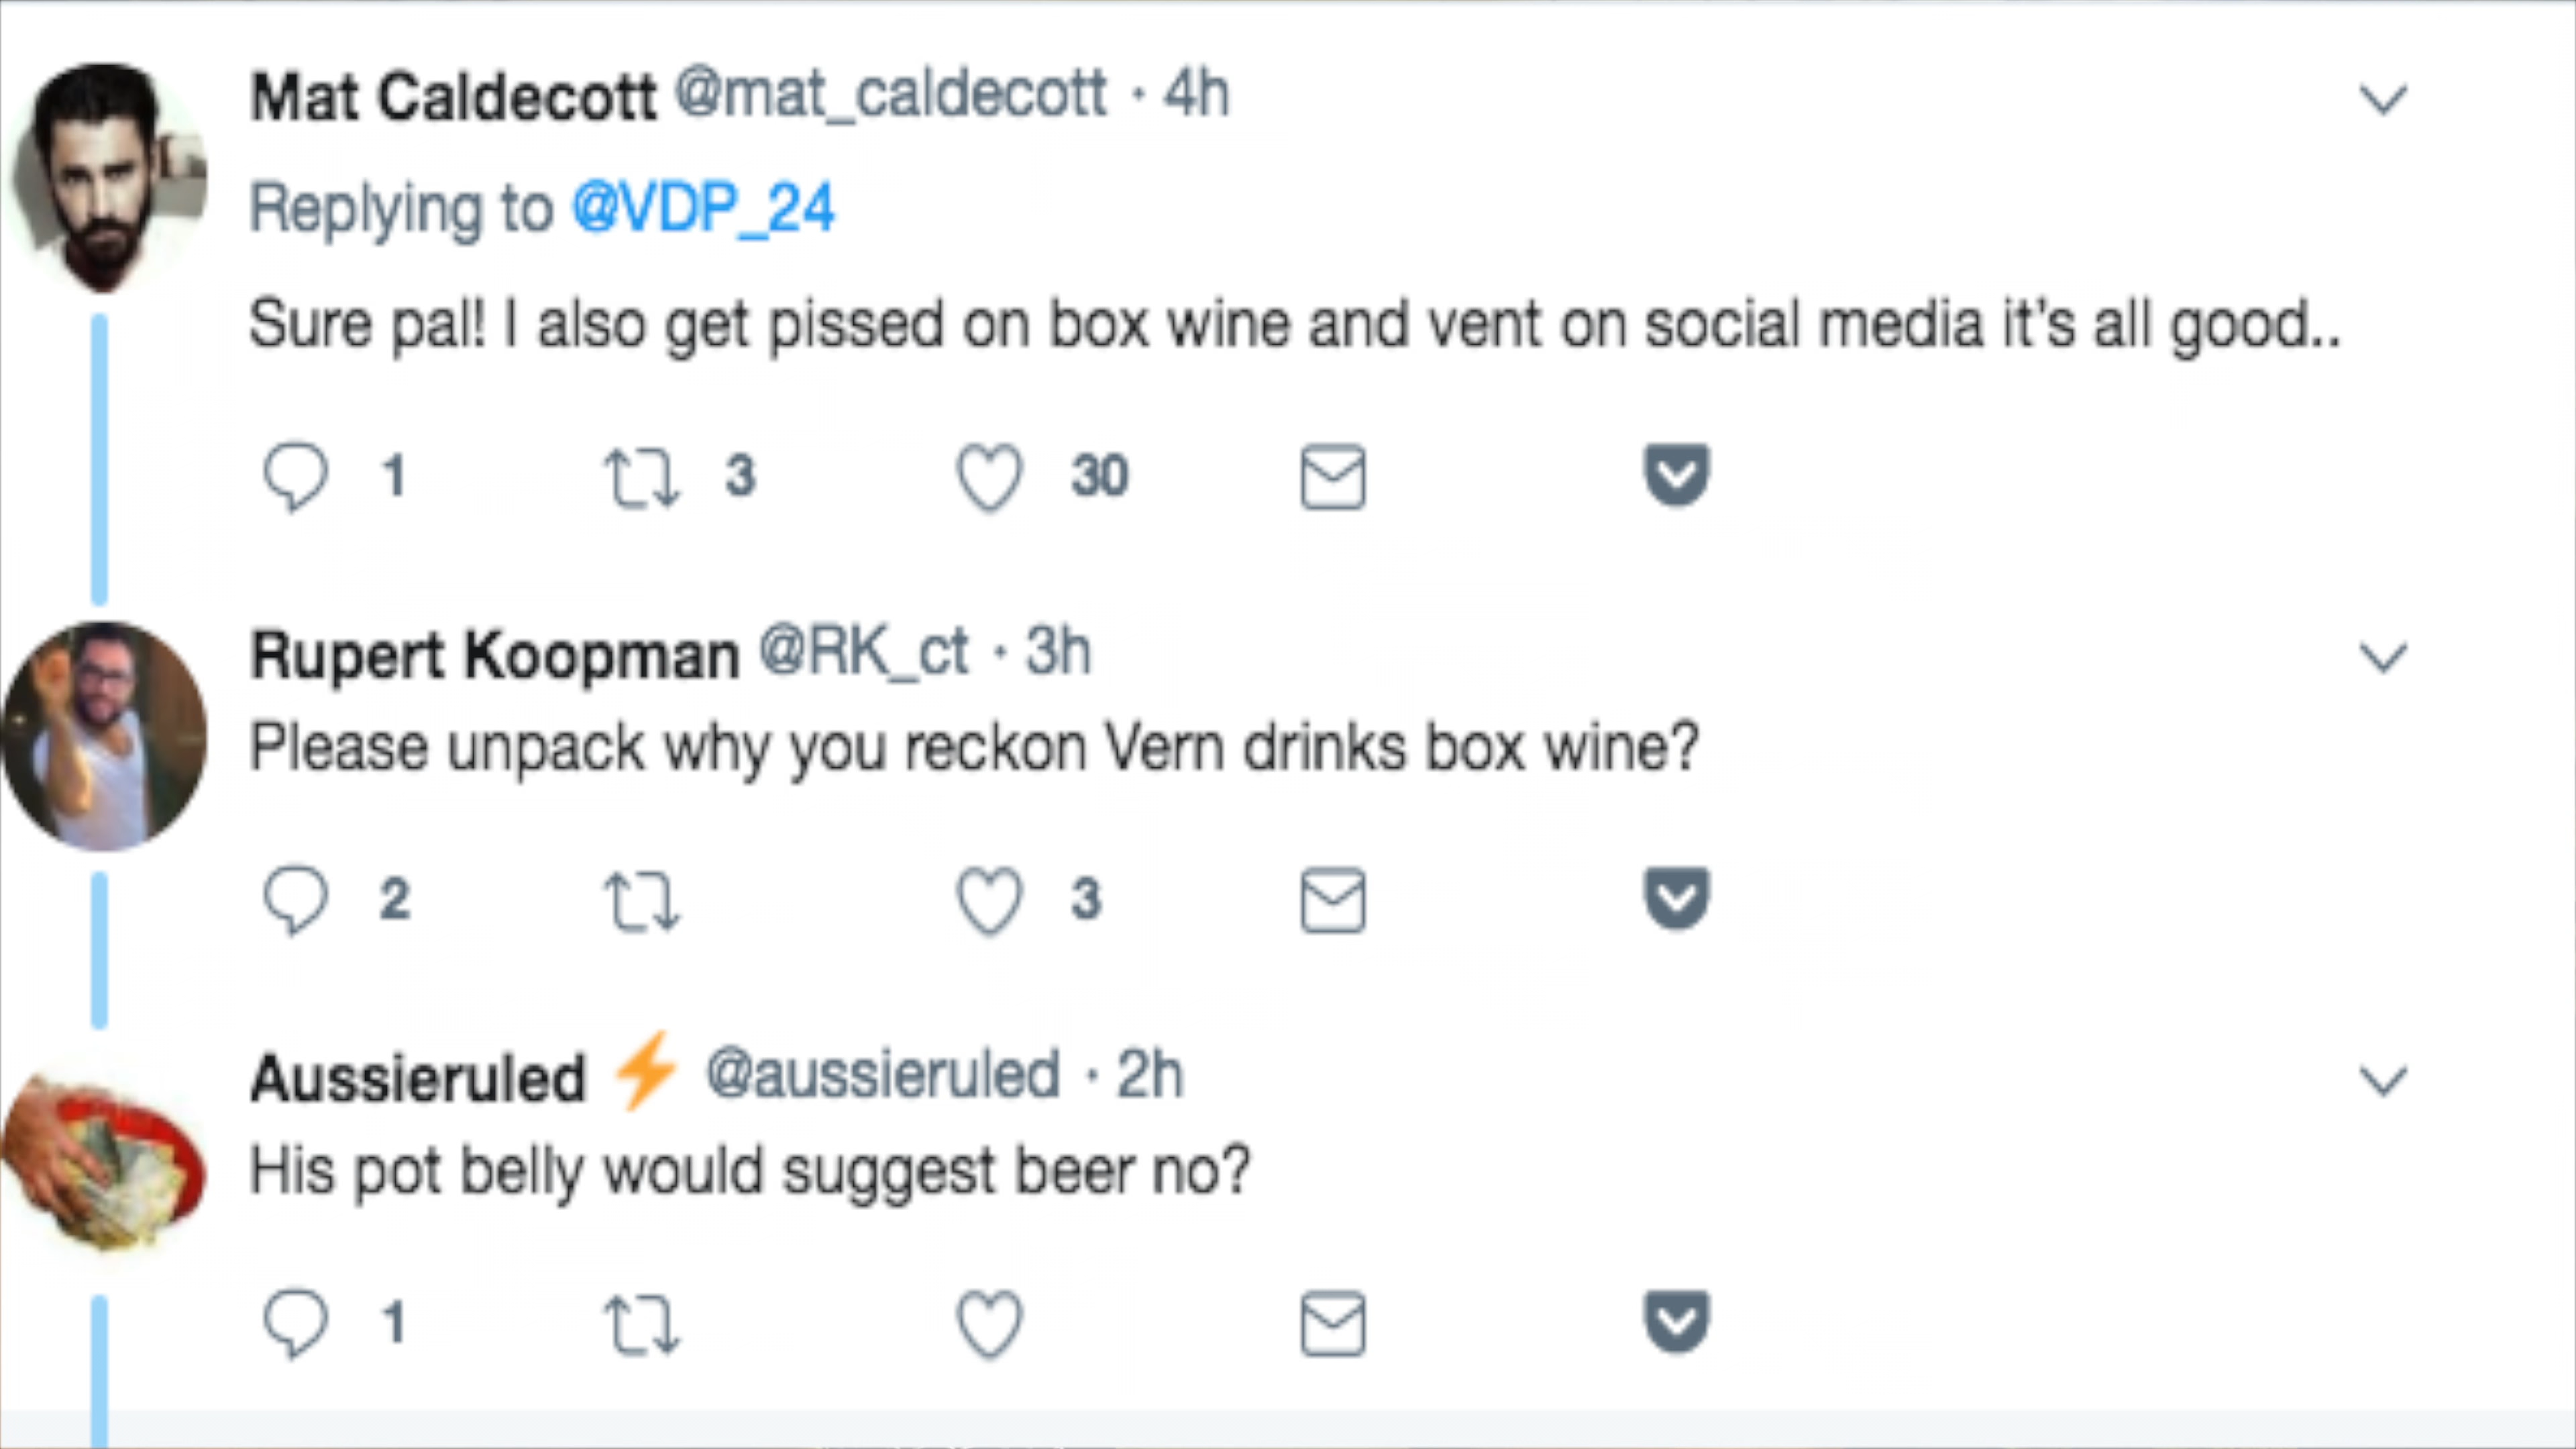 Mat Caldecott @mat_caldecott · 4h
Replying to @VDP_24
Sure pal! I also get pissed on box wine and vent on social media it's all good..
1 3 30
Rupert Koopman @RK_ct · 3h
Please unpack why you reckon Vern drinks box wine?
2 3
Aussieruled ⚡ @aussieruled · 2h
His pot belly would suggest beer no?
1